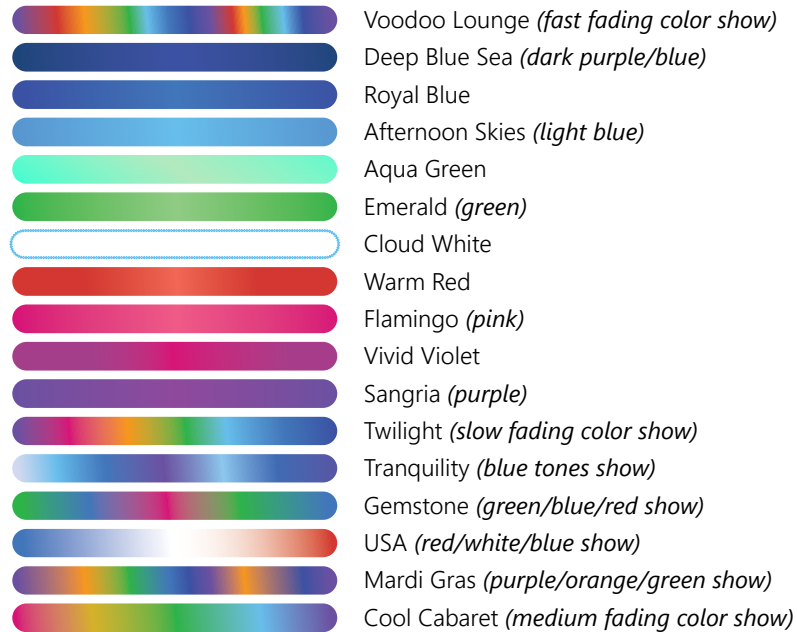 Voodoo Lounge (fast fading color show)
Deep Blue Sea (dark purple/blue)
Royal Blue
Afternoon Skies (light blue)
Aqua Green
Emerald (green)
Cloud White
Warm Red
Flamingo (pink)
Vivid Violet
Sangria (purple)
Twilight (slow fading color show)
Tranquility (blue tones show)
Gemstone (green/blue/red show)
USA (red/white/blue show)
Mardi Gras (purple/orange/green show)
Cool Cabaret (medium fading color show)